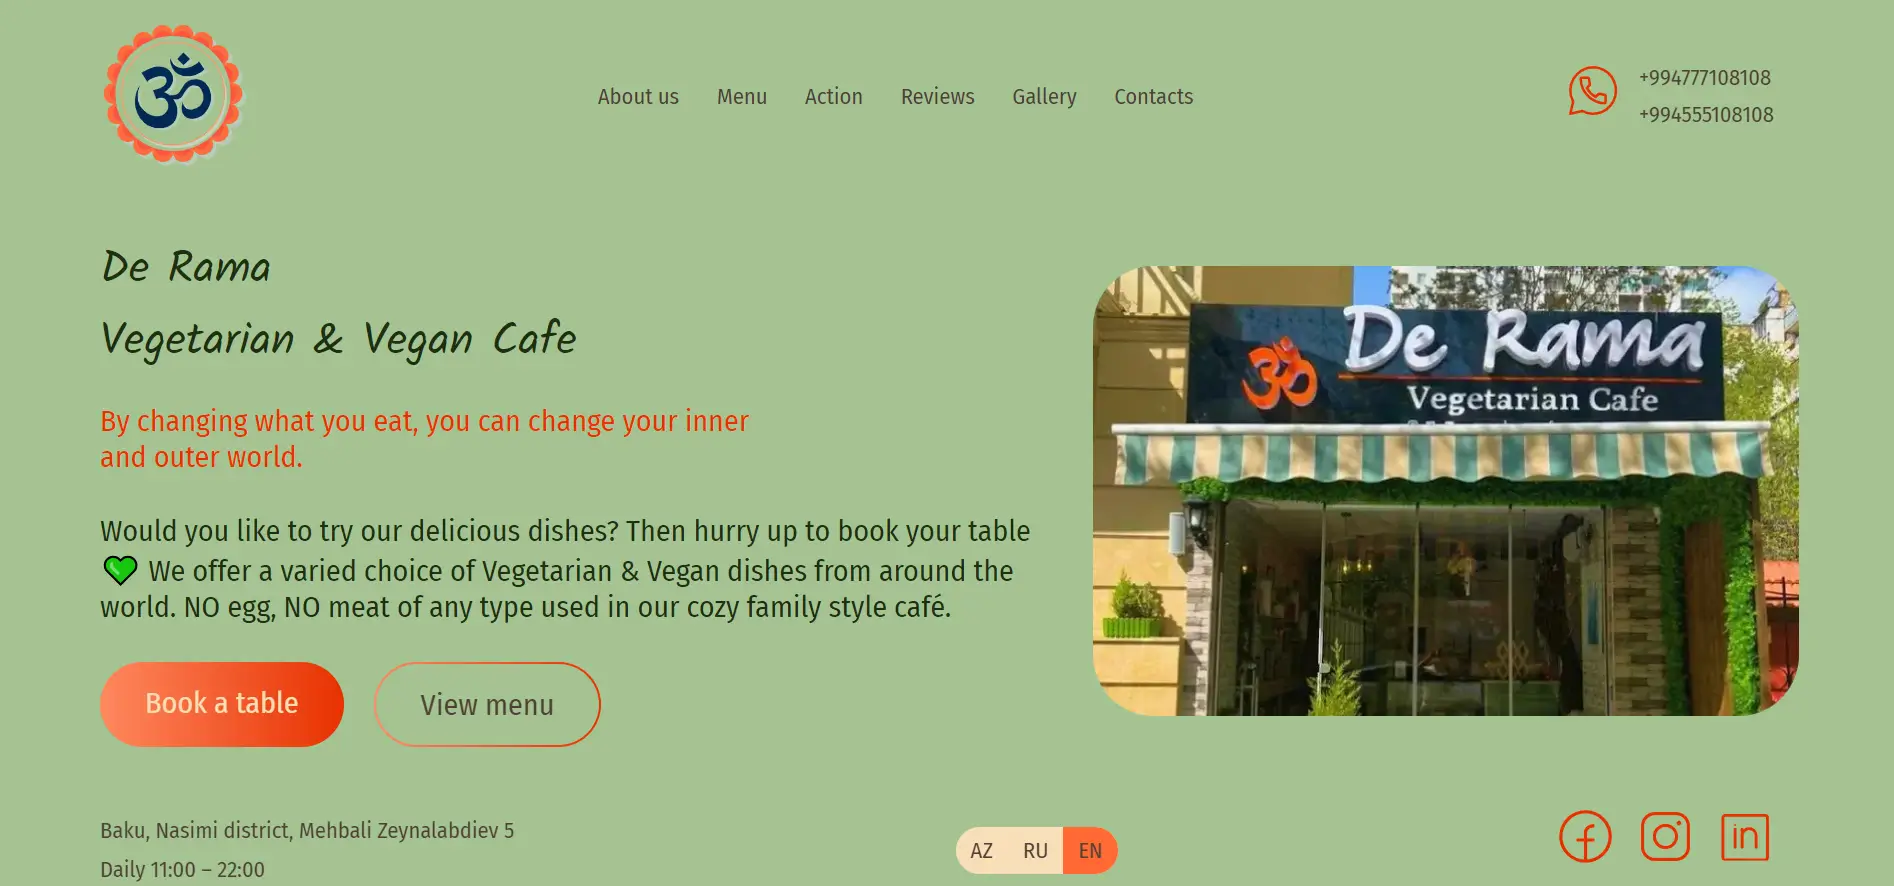 ॐ
About us
Menu
Action
Reviews
Gallery
Contacts
+994777108108
+994555108108
De Rama
Vegetarian & Vegan Cafe
By changing what you eat, you can change your inner
and outer world.
Would you like to try our delicious dishes? Then hurry up to book your table
💚 We offer a varied choice of Vegetarian & Vegan dishes from around the
world. NO egg, NO meat of any type used in our cozy family style café.
Book a table
View menu
ॐ
De Rama
Vegetarian Cafe
Baku, Nasimi district, Mehbali Zeynalabdiev 5
Daily 11:00 – 22:00
AZ
RU
EN
in